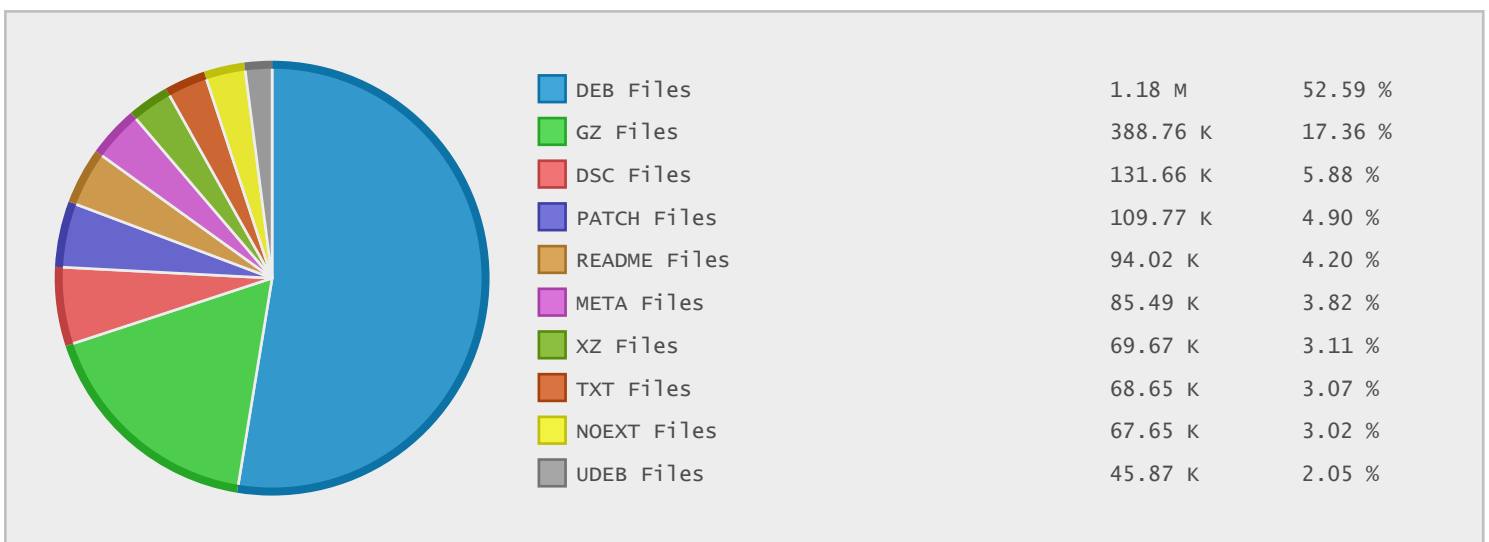 DEB Files 1.18 M 52.59 %
GZ Files 388.76 K 17.36 %
DSC Files 131.66 K 5.88 %
PATCH Files 109.77 K 4.90 %
README Files 94.02 K 4.20 %
META Files 85.49 K 3.82 %
XZ Files 69.67 K 3.11 %
TXT Files 68.65 K 3.07 %
NOEXT Files 67.65 K 3.02 %
UDEB Files 45.87 K 2.05 %